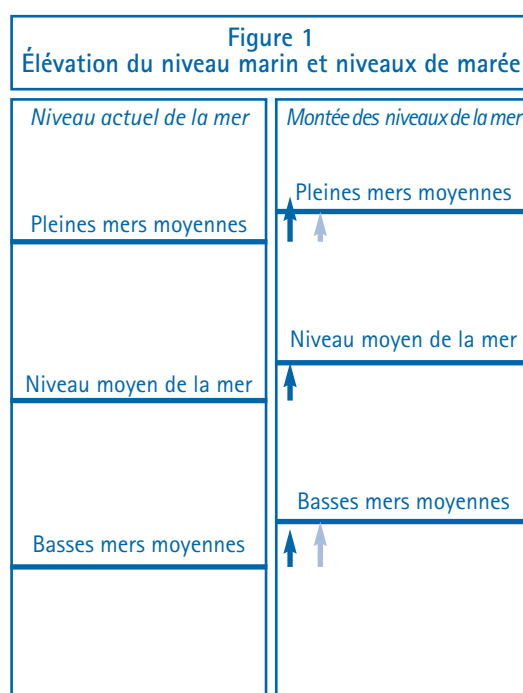 Figure 1
Élévation du niveau marin et niveaux de marée
Niveau actuel de la mer
Pleines mers moyennes
Niveau moyen de la mer
Basses mers moyennes
Montée des niveaux de la mer
Pleines mers moyennes
Niveau moyen de la mer
Basses mers moyennes